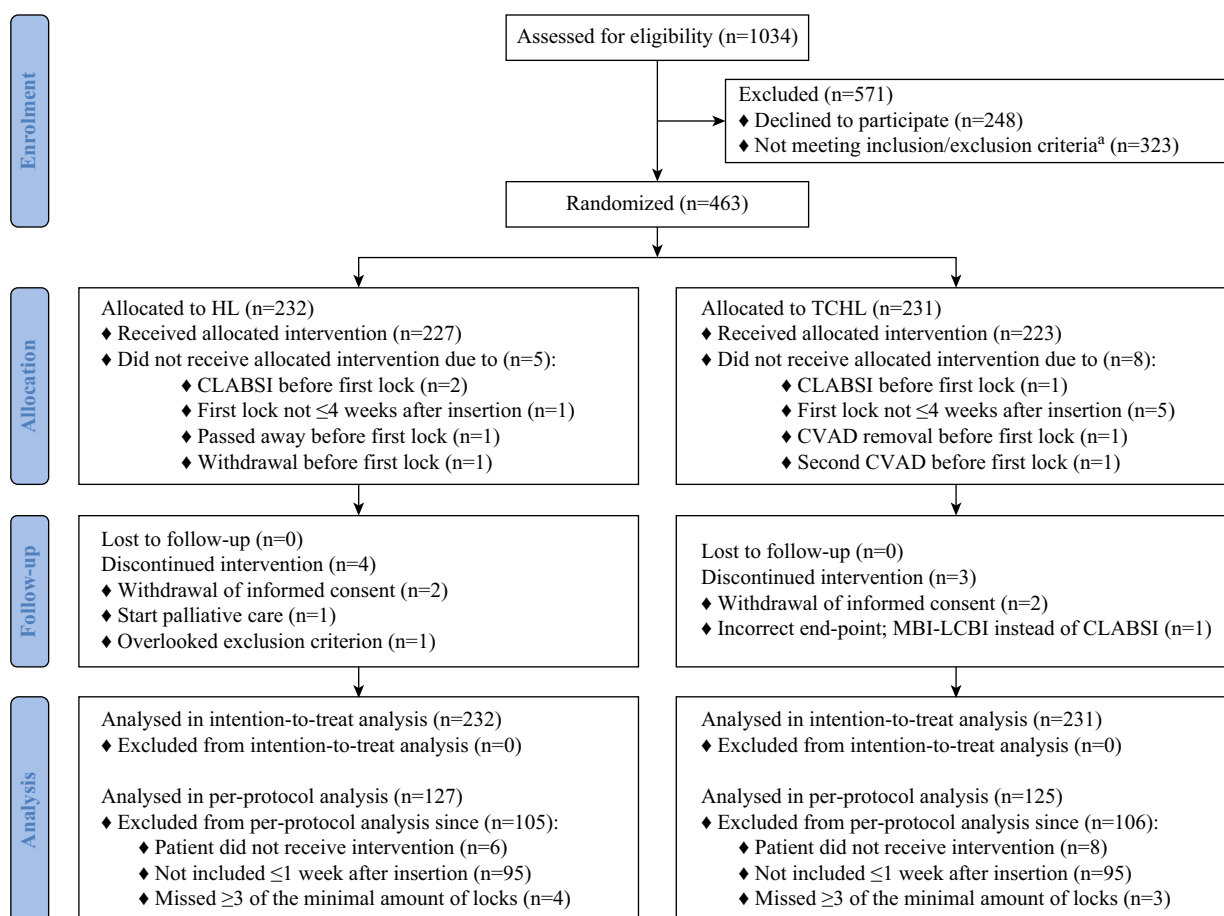 Enrolment
Assessed for eligibility (n=1034)
Excluded (n=571)
♦ Declined to participate (n=248)
♦ Not meeting inclusion/exclusion criteriaᵃ (n=323)
Randomized (n=463)
Allocation
Allocated to HL (n=232)
♦ Received allocated intervention (n=227)
♦ Did not receive allocated intervention due to (n=5):
♦ CLABSI before first lock (n=2)
♦ First lock not ≤4 weeks after insertion (n=1)
♦ Passed away before first lock (n=1)
♦ Withdrawal before first lock (n=1)
Allocated to TCHL (n=231)
♦ Received allocated intervention (n=223)
♦ Did not receive allocated intervention due to (n=8):
♦ CLABSI before first lock (n=1)
♦ First lock not ≤4 weeks after insertion (n=5)
♦ CVAD removal before first lock (n=1)
♦ Second CVAD before first lock (n=1)
Follow-up
Lost to follow-up (n=0)
Discontinued intervention (n=4)
♦ Withdrawal of informed consent (n=2)
♦ Start palliative care (n=1)
♦ Overlooked exclusion criterion (n=1)
Lost to follow-up (n=0)
Discontinued intervention (n=3)
♦ Withdrawal of informed consent (n=2)
♦ Incorrect end-point; MBI-LCBI instead of CLABSI (n=1)
Analysis
Analysed in intention-to-treat analysis (n=232)
♦ Excluded from intention-to-treat analysis (n=0)
Analysed in per-protocol analysis (n=127)
♦ Excluded from per-protocol analysis since (n=105):
♦ Patient did not receive intervention (n=6)
♦ Not included ≤1 week after insertion (n=95)
♦ Missed ≥3 of the minimal amount of locks (n=4)
Analysed in intention-to-treat analysis (n=231)
♦ Excluded from intention-to-treat analysis (n=0)
Analysed in per-protocol analysis (n=125)
♦ Excluded from per-protocol analysis since (n=106):
♦ Patient did not receive intervention (n=8)
♦ Not included ≤1 week after insertion (n=95)
♦ Missed ≥3 of the minimal amount of locks (n=3)